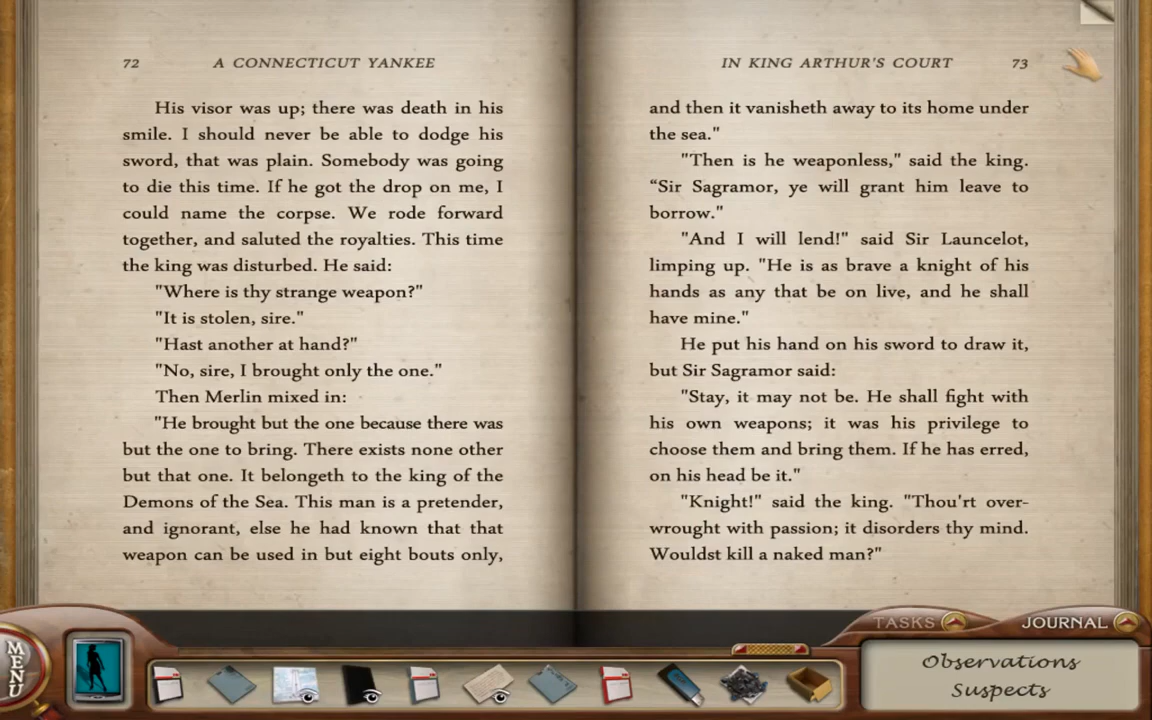 72 A CONNECTICUT YANKEE
His visor was up; there was death in his
smile. I should never be able to dodge his
sword, that was plain. Somebody was going
to die this time. If he got the drop on me, I
could name the corpse. We rode forward
together, and saluted the royalties. This time
the king was disturbed. He said:
"Where is thy strange weapon?"
"It is stolen, sire."
"Hast another at hand?"
"No, sire, I brought only the one."
Then Merlin mixed in:
"He brought but the one because there was
but the one to bring. There exists none other
but that one. It belongeth to the king of the
Demons of the Sea. This man is a pretender,
and ignorant, else he had known that that
weapon can be used in but eight bouts only,
IN KING ARTHUR'S COURT 73
and then it vanisheth away to its home under
the sea."
"Then is he weaponless," said the king.
“Sir Sagramor, ye will grant him leave to
borrow."
"And I will lend!" said Sir Launcelot,
limping up. "He is as brave a knight of his
hands as any that be on live, and he shall
have mine."
He put his hand on his sword to draw it,
but Sir Sagramor said:
"Stay, it may not be. He shall fight with
his own weapons; it was his privilege to
choose them and bring them. If he has erred,
on his head be it."
"Knight!" said the king. "Thou'rt over-
wrought with passion; it disorders thy mind.
Wouldst kill a naked man?"
MENU
TASKS
JOURNAL
Observations
Suspects